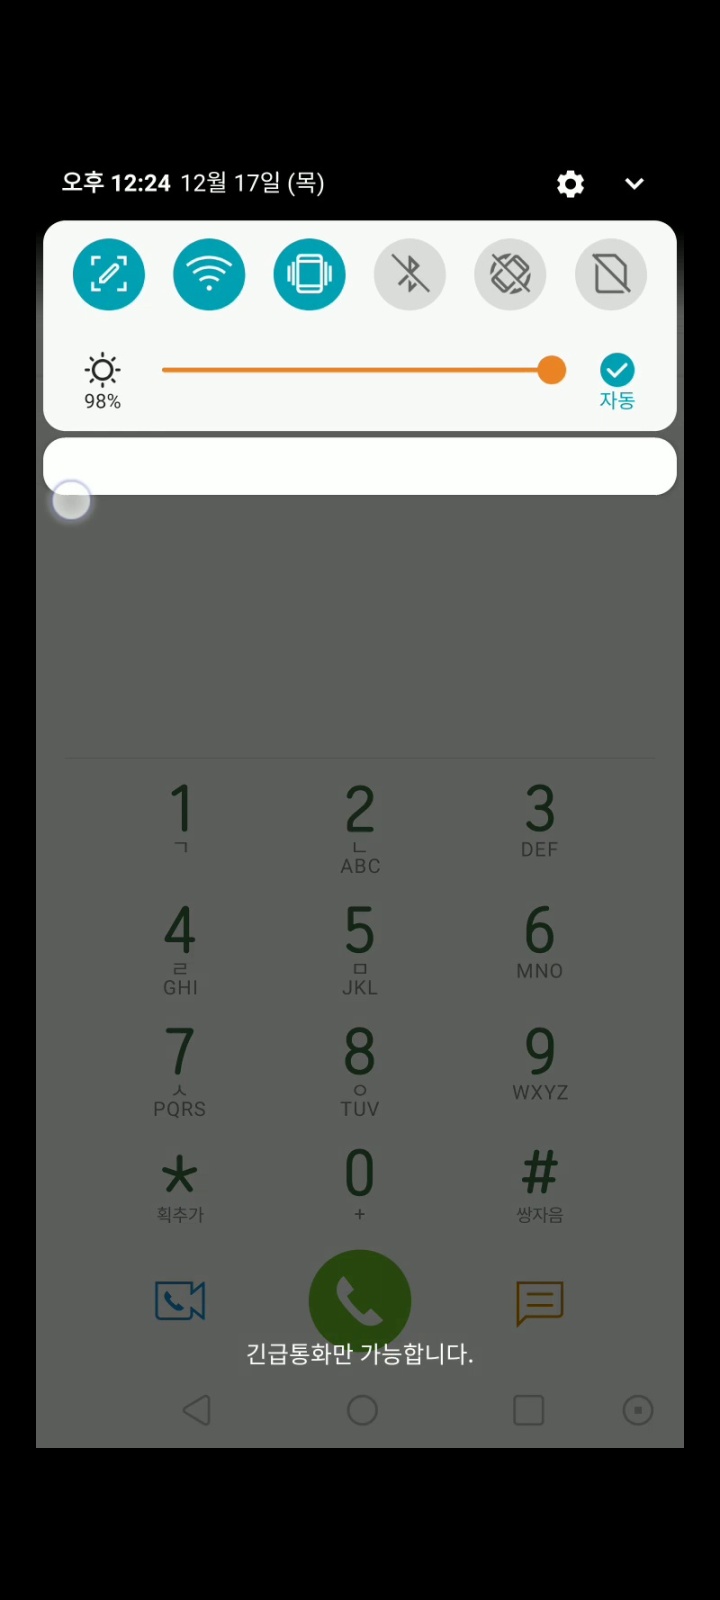 오후 12:24 12월 17일 (목)
98%
자동
1 2 3
ㄱ ㄴ DEF
ABC
4 5 6
ㄹ ㅁ MNO
GHI JKL
7 8 9
ㅅ ㅇ WXYZ
PQRS TUV
* 0 #
획추가 + 쌍자음
긴급통화만 가능합니다.